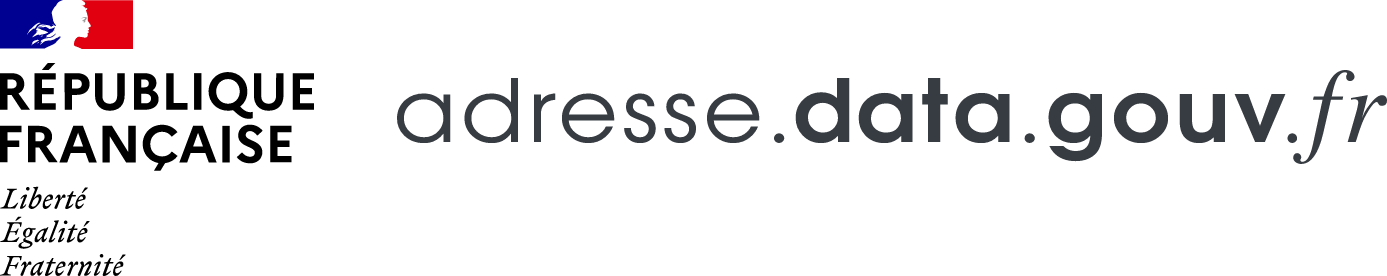 RÉPUBLIQUE
FRANÇAISE
Liberté
Égalité
Fraternité
adresse.data.gouv.fr